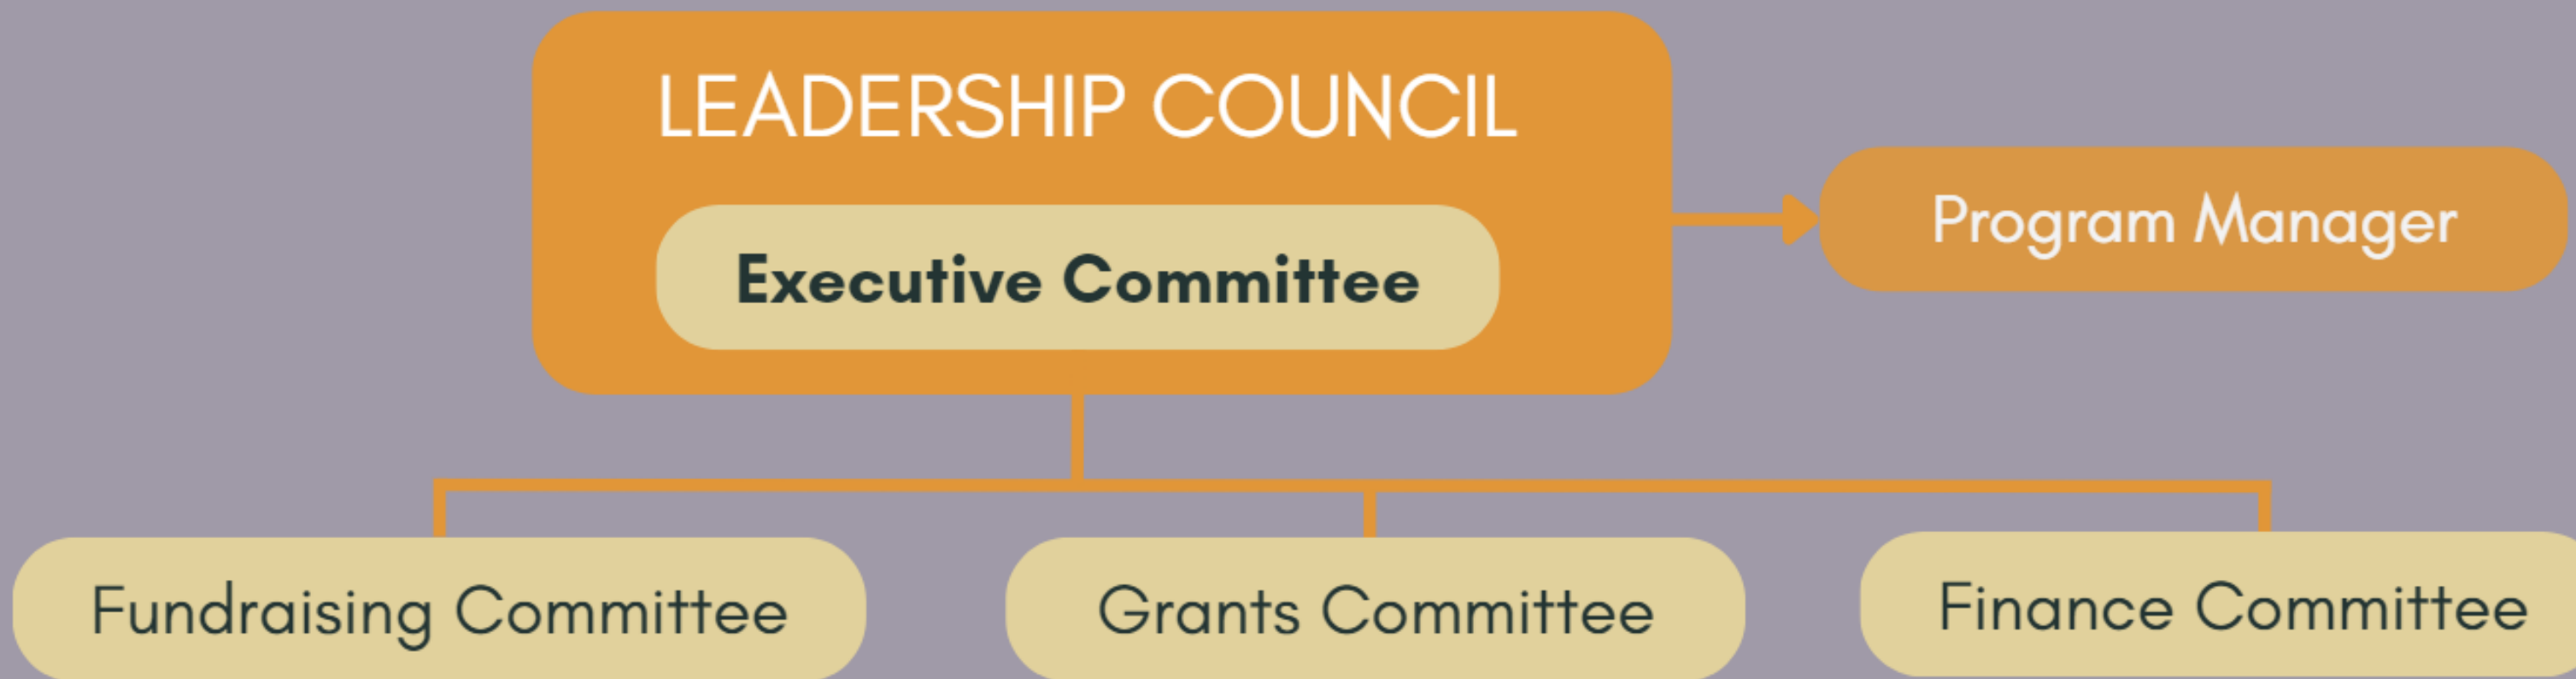 LEADERSHIP COUNCIL
Executive Committee
Program Manager
Fundraising Committee
Grants Committee
Finance Committee